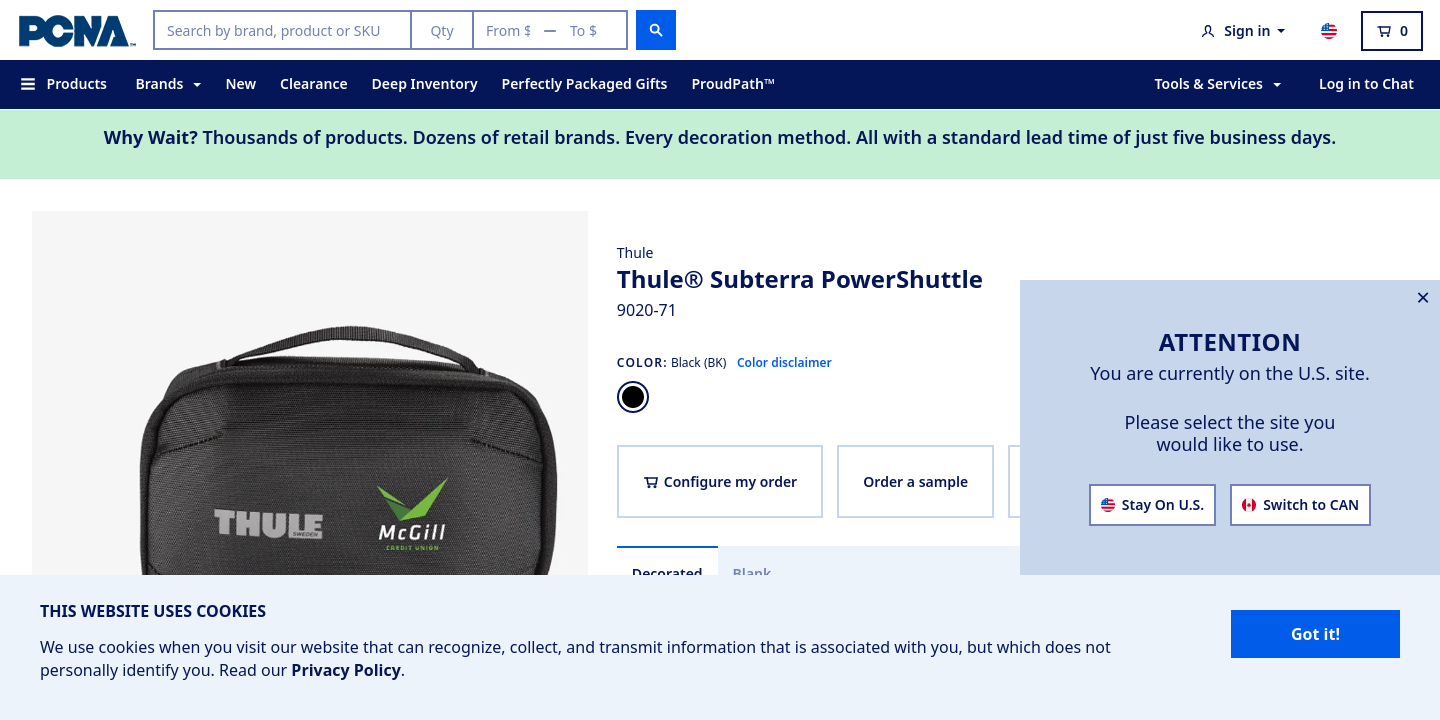 PCNA
Search by brand, product or SKU
Qty
From $ — To $
Sign in
0
Products
Brands
New
Clearance
Deep Inventory
Perfectly Packaged Gifts
ProudPath™
Tools & Services
Log in to Chat
Why Wait? Thousands of products. Dozens of retail brands. Every decoration method. All with a standard lead time of just five business days.
THULE
SWEDEN
McGill
CREDIT UNION
Thule
Thule® Subterra PowerShuttle
9020-71
COLOR: Black (BK) Color disclaimer
Configure my order
Order a sample
Decorated
Blank
ATTENTION
You are currently on the U.S. site.
Please select the site you
would like to use.
Stay On U.S.
Switch to CAN
THIS WEBSITE USES COOKIES
We use cookies when you visit our website that can recognize, collect, and transmit information that is associated with you, but which does not
personally identify you. Read our Privacy Policy.
Got it!